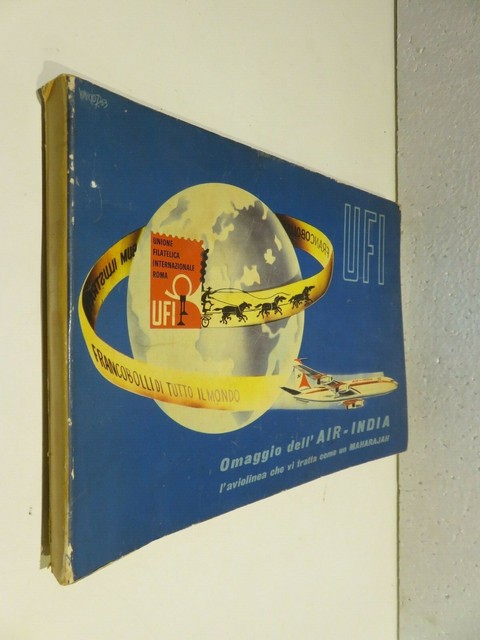 UFI
UNIONE
FILATELICA
INTERNAZIONALE
ROMA
UFI
FRANCOBOLLI DI TUTTO IL MONDO
Omaggio dell'AIR-INDIA
l'aviolinea che vi tratta come un MAHARAJAH